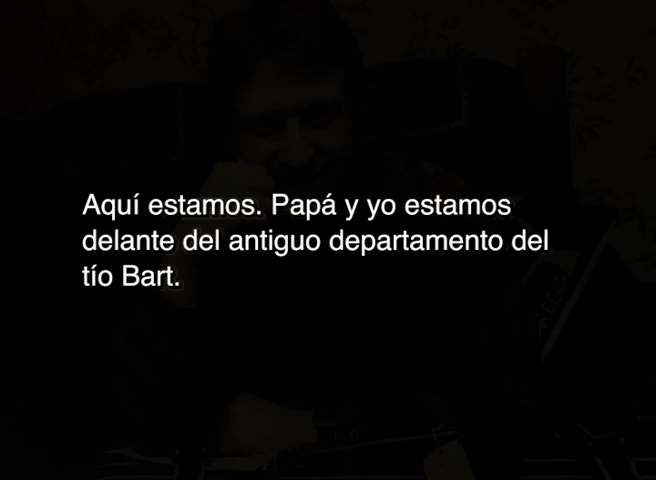 Aquí estamos. Papá y yo estamos
delante del antiguo departamento del
tío Bart.